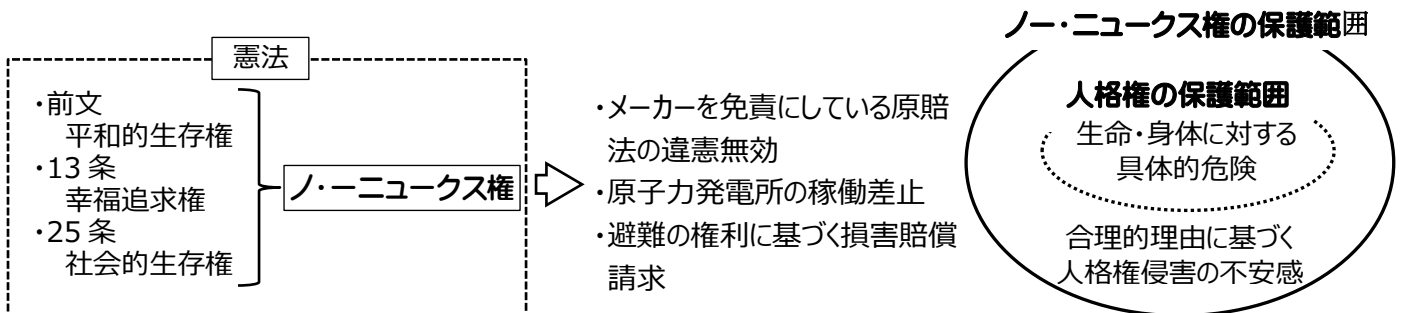 憲法
・前文
平和的生存権
・13 条
幸福追求権
・25 条
社会的生存権
ノ・ーニュークス権
・メーカーを免責にしている原賠
法の違憲無効
・原子力発電所の稼働差止
・避難の権利に基づく損害賠償
請求
ノー・ニュークス権の保護範囲
人格権の保護範囲
生命・身体に対する
具体的危険
合理的理由に基づく
人格権侵害の不安感